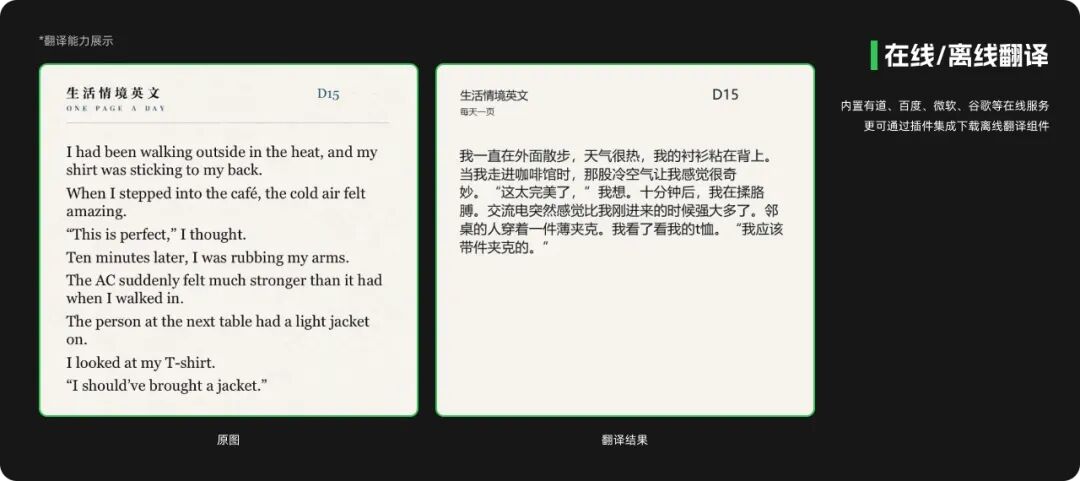 *翻译能力展示
在线/离线翻译
内置有道、百度、微软、谷歌等在线服务
更可通过插件集成下载离线翻译组件
生活情境英文
D15
ONE PAGE A DAY
I had been walking outside in the heat, and my
shirt was sticking to my back.
When I stepped into the café, the cold air felt
amazing.
“This is perfect,” I thought.
Ten minutes later, I was rubbing my arms.
The AC suddenly felt much stronger than it had
when I walked in.
The person at the next table had a light jacket
on.
I looked at my T-shirt.
“I should’ve brought a jacket.”
原图
生活情境英文
D15
每天一页
我一直在外面散步，天气很热，我的衬衫粘在背上。
当我走进咖啡馆时，那股冷空气让我感觉很奇
妙。“这太完美了，”我想。十分钟后，我在揉胳
膊。交流电突然感觉比我刚进来的时候强大多了。邻
桌的人穿着一件薄夹克。我看了看我的t恤。“我应该
带件夹克的。”
翻译结果